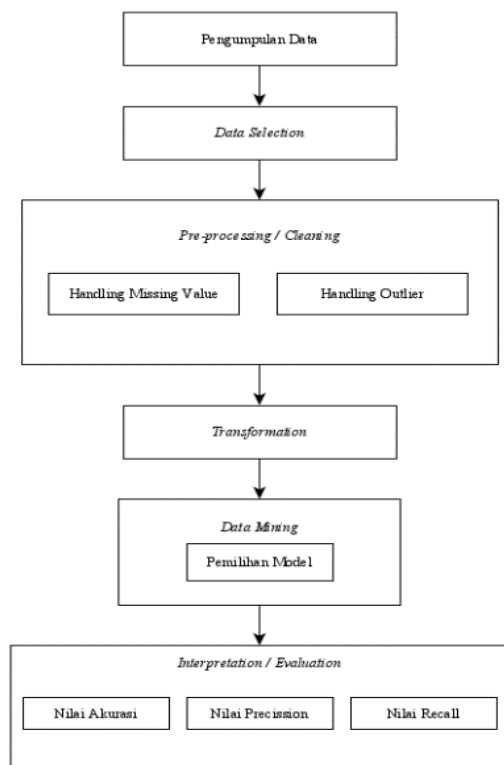 Pengumpulan Data
Data Selection
Pre-processing / Cleaning
Handling Missing Value
Handling Outlier
Transformation
Data Mining
Pemilihan Model
Interpretation / Evaluation
Nilai Akurasi
Nilai Precission
Nilai Recall